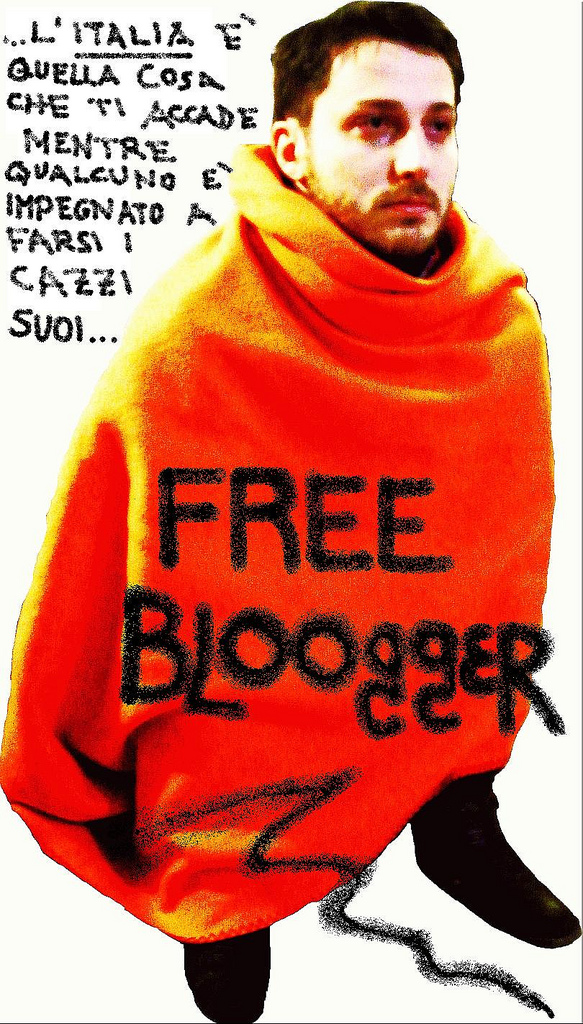 ...L'ITALIA È
QUELLA COSA
CHE TI ACCADE
MENTRE
QUALCUNO È
IMPEGNATO A
FARSI I
CAZZI
SUOI...
FREE
BLOOGGER